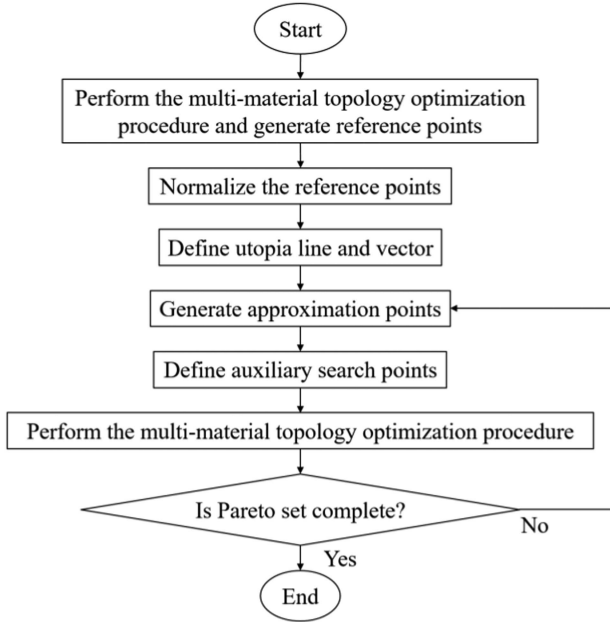 Start
Perform the multi-material topology optimization
procedure and generate reference points
Normalize the reference points
Define utopia line and vector
Generate approximation points
Define auxiliary search points
Perform the multi-material topology optimization procedure
Is Pareto set complete?
No
Yes
End